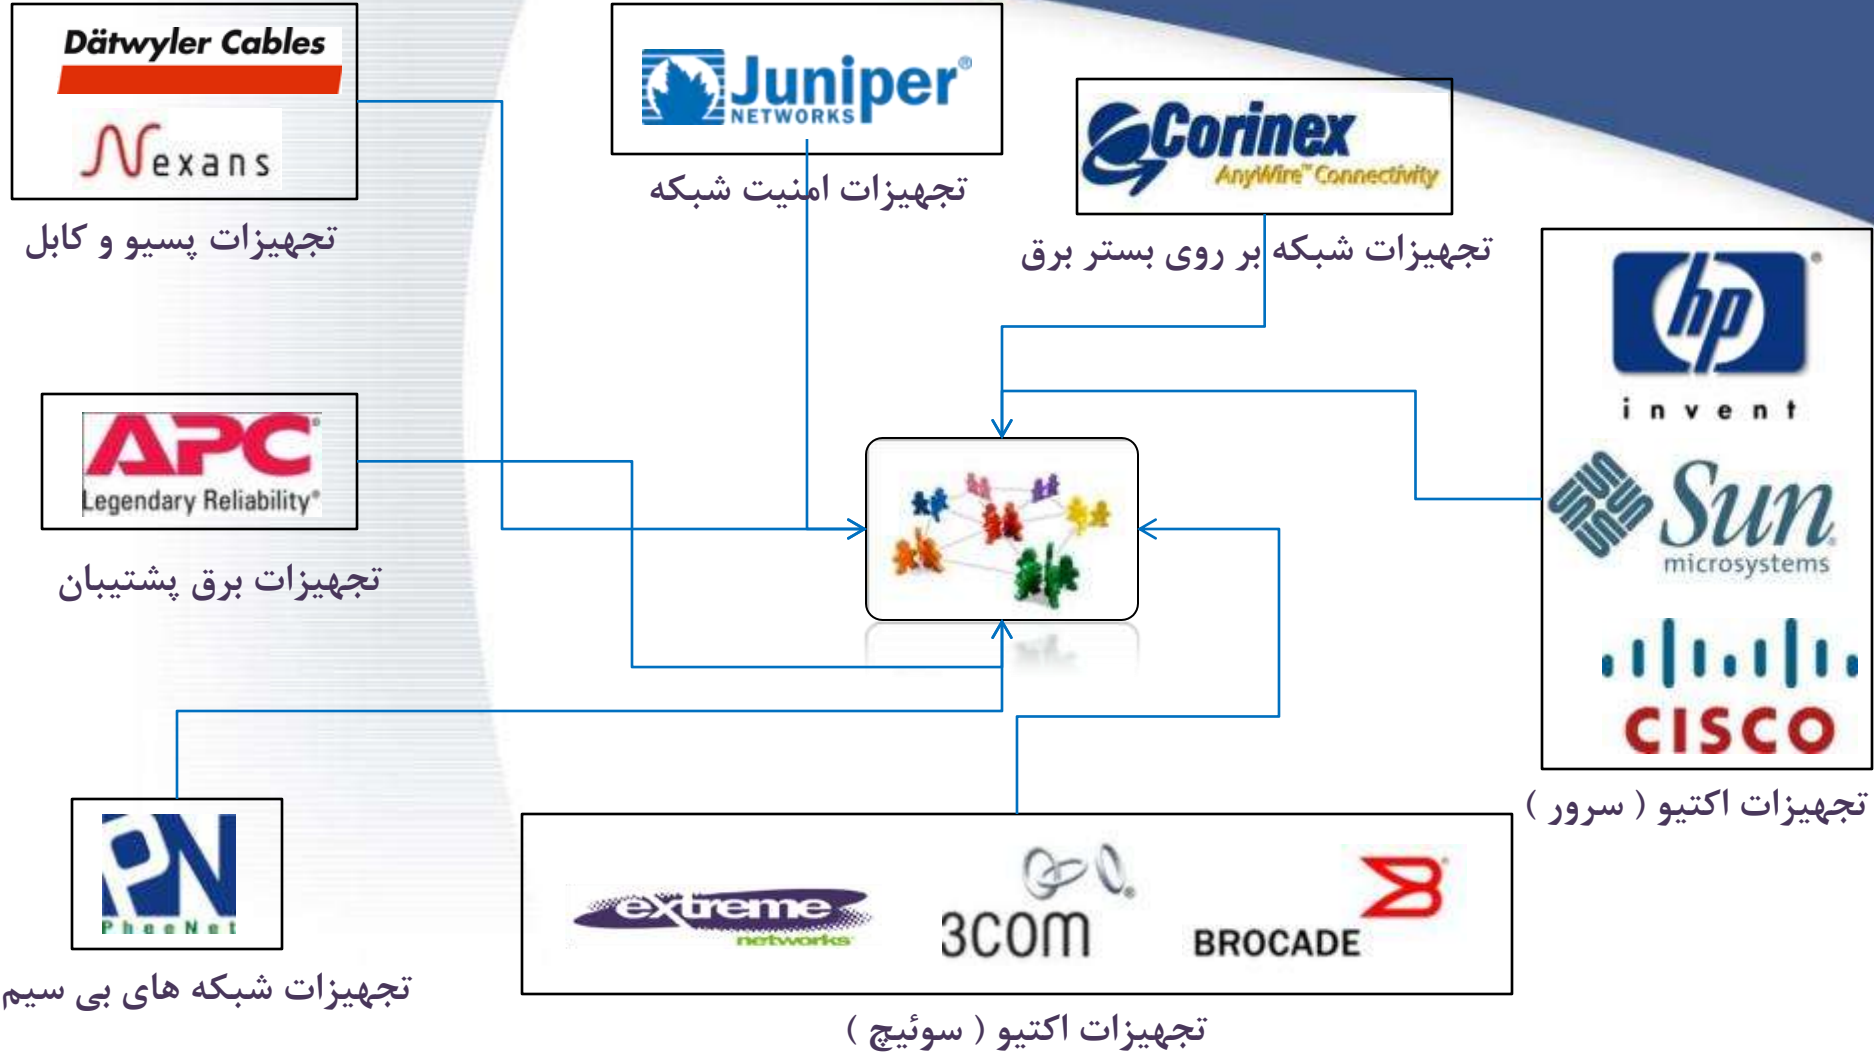 Dätwyler Cables
Nexans
تجهیزات پسیو و کابل
Juniper®
NETWORKS
تجهیزات امنیت شبکه
Corinex
AnyWire™ Connectivity
تجهیزات شبکه بر روی بستر برق
hp®
invent
Sun
microsystems
CISCO
تجهیزات اکتیو ( سرور )
APC®
Legendary Reliability®
تجهیزات برق پشتیبان
PN
PheeNet
تجهیزات شبکه های بی سیم
extreme
networks
3COM®
BROCADE
تجهیزات اکتیو ( سوئیچ )